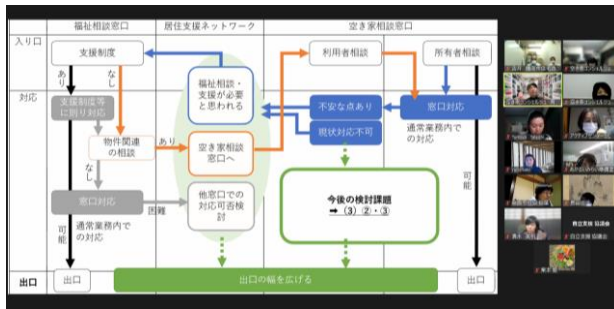 福祉相談窓口
居住支援ネットワーク
空き家相談窓口
入り口
支援制度
利用者相談
所有者相談
あり
なし
対応
支援制度等
に則り対応
福祉相談・
支援が必要
と思われる
不安な点あり
窓口対応
現状対応不可
通常業務内で
の対応
物件関連
の相談
あり
空き家相談
窓口へ
なし
窓口対応
困難
他窓口での
対応可否検
討
今後の検討課題
➡ (3) ②・③
可能
通常業務内で
の対応
可能
出口
出口
出口の幅を広げる
出口
自立支援 協議会